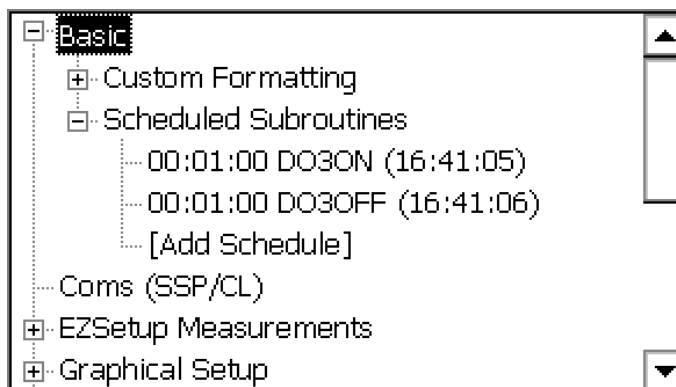 Basic
Custom Formatting
Scheduled Subroutines
00:01:00 DO3ON (16:41:05)
00:01:00 DO3OFF (16:41:06)
[Add Schedule]
Coms (SSP/CL)
EZSetup Measurements
Graphical Setup